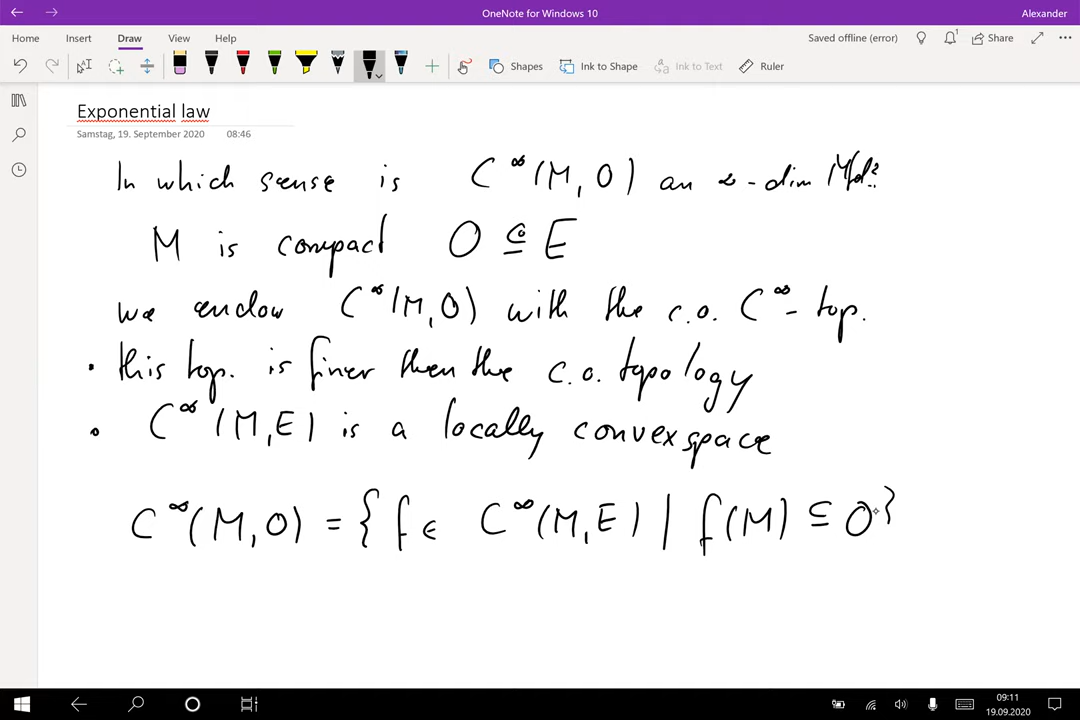 OneNote for Windows 10
Alexander
Home Insert Draw View Help
Saved offline (error)
Share
Shapes Ink to Shape Ink to Text Ruler
Exponential law
Samstag, 19. September 2020 08:46
In which sense is C^∞(M, O) an ∞-dim Mfd?
M is compact O ⊆ E
we endow C^∞(M, O) with the c.o. C^∞-top.
• this top. is finer then the c.o. topology
• C^∞(M, E) is a locally convex space
C^∞(M, O) = { f ∈ C^∞(M, E) | f(M) ⊆ O }
09:11
19.09.2020